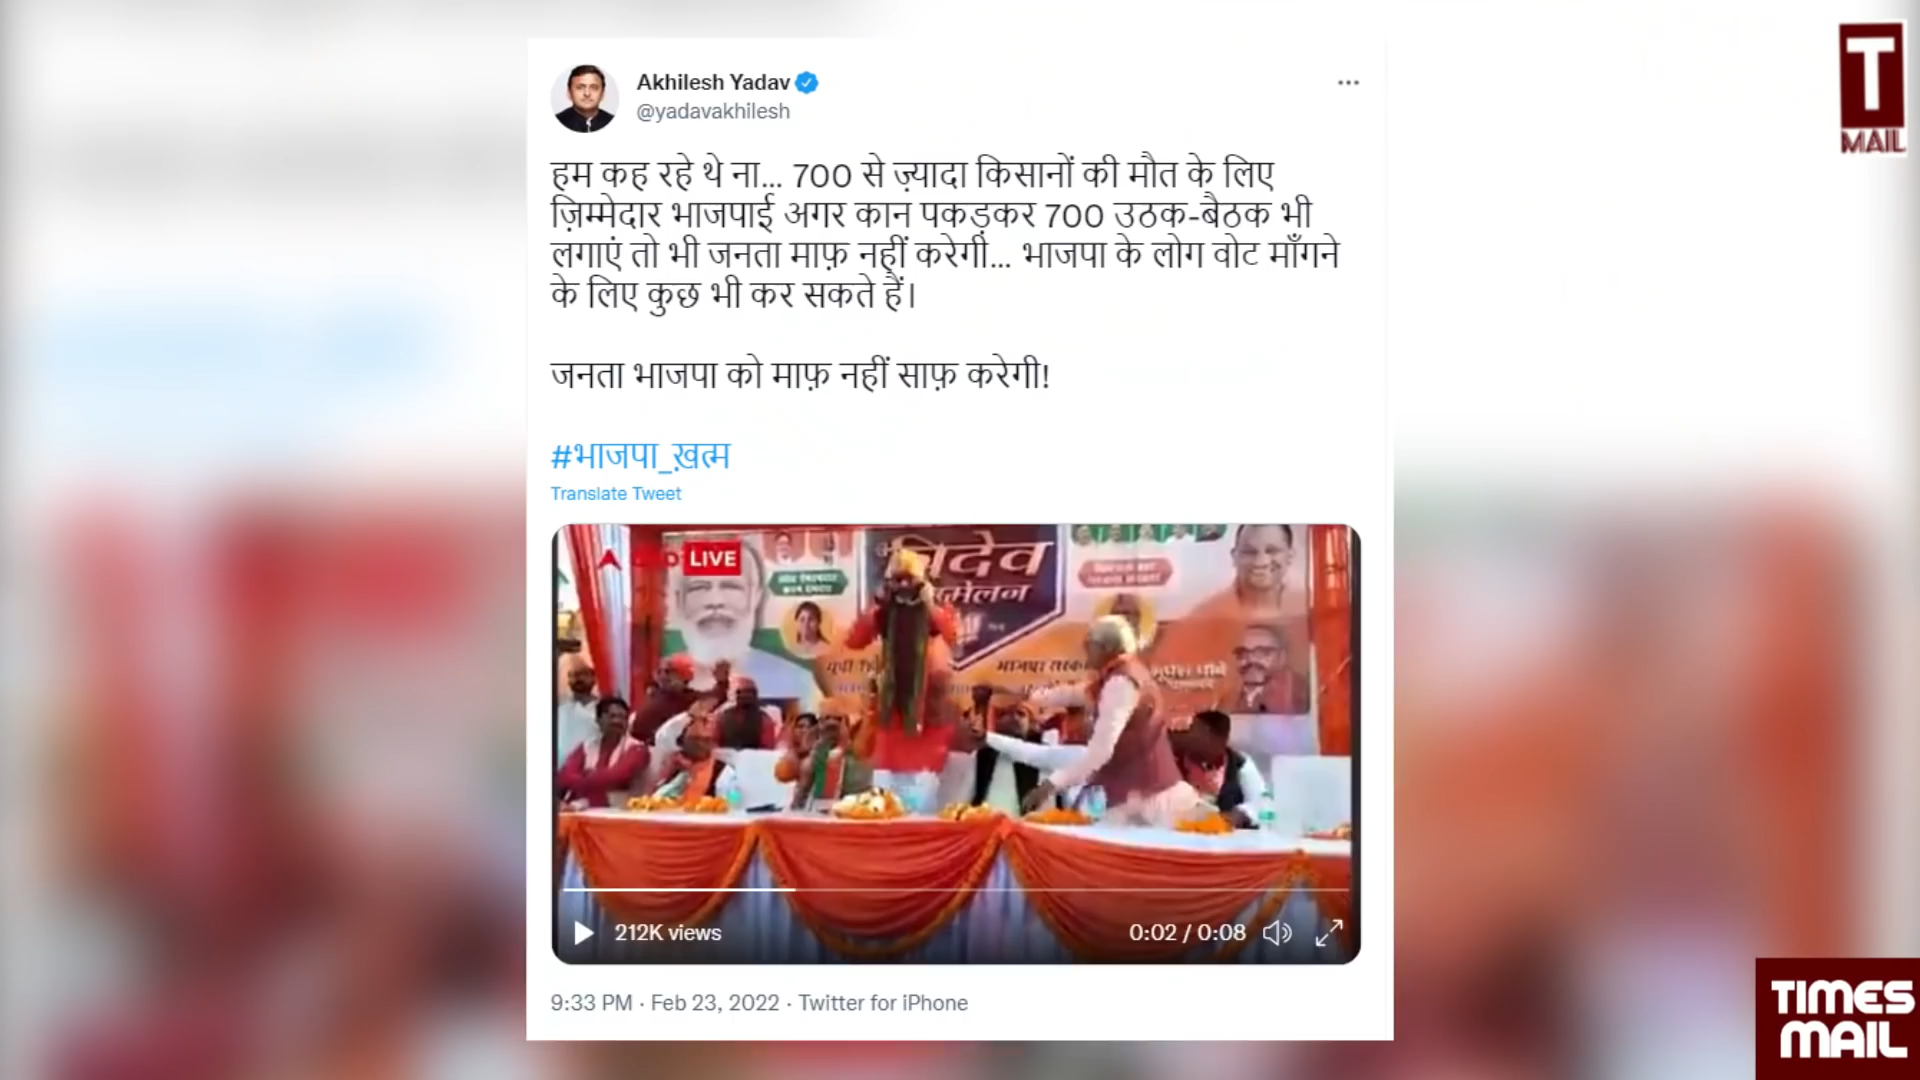 Akhilesh Yadav
@yadavakhilesh
T
MAIL
हम कह रहे थे ना... 700 से ज़्यादा किसानों की मौत के लिए
ज़िम्मेदार भाजपाई अगर कान पकड़कर 700 उठक-बैठक भी
लगाएं तो भी जनता माफ़ नहीं करेगी... भाजपा के लोग वोट माँगने
के लिए कुछ भी कर सकते हैं।
जनता भाजपा को माफ़ नहीं साफ़ करेगी!
#भाजपा_ख़त्म
Translate Tweet
LIVE
त्रिदेव
212K views
0:02 / 0:08
9:33 PM · Feb 23, 2022 · Twitter for iPhone
TIMES
MAIL